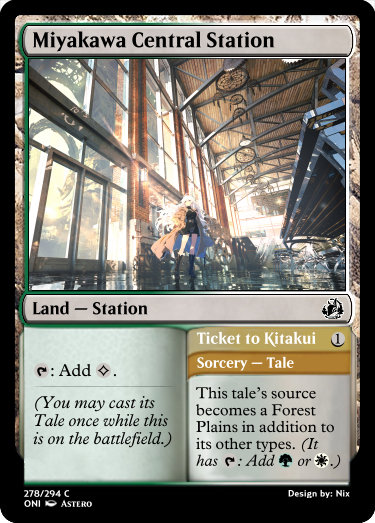 Miyakawa Central Station
Land — Station
: Add .
(You may cast its
Tale once while this
is on the battlefield.)
Ticket to Kitakui 1
Sorcery — Tale
This tale's source
becomes a Forest
Plains in addition to
its other types. (It
has : Add or .)
278/294 C
ONI Astero
Design by: Nix